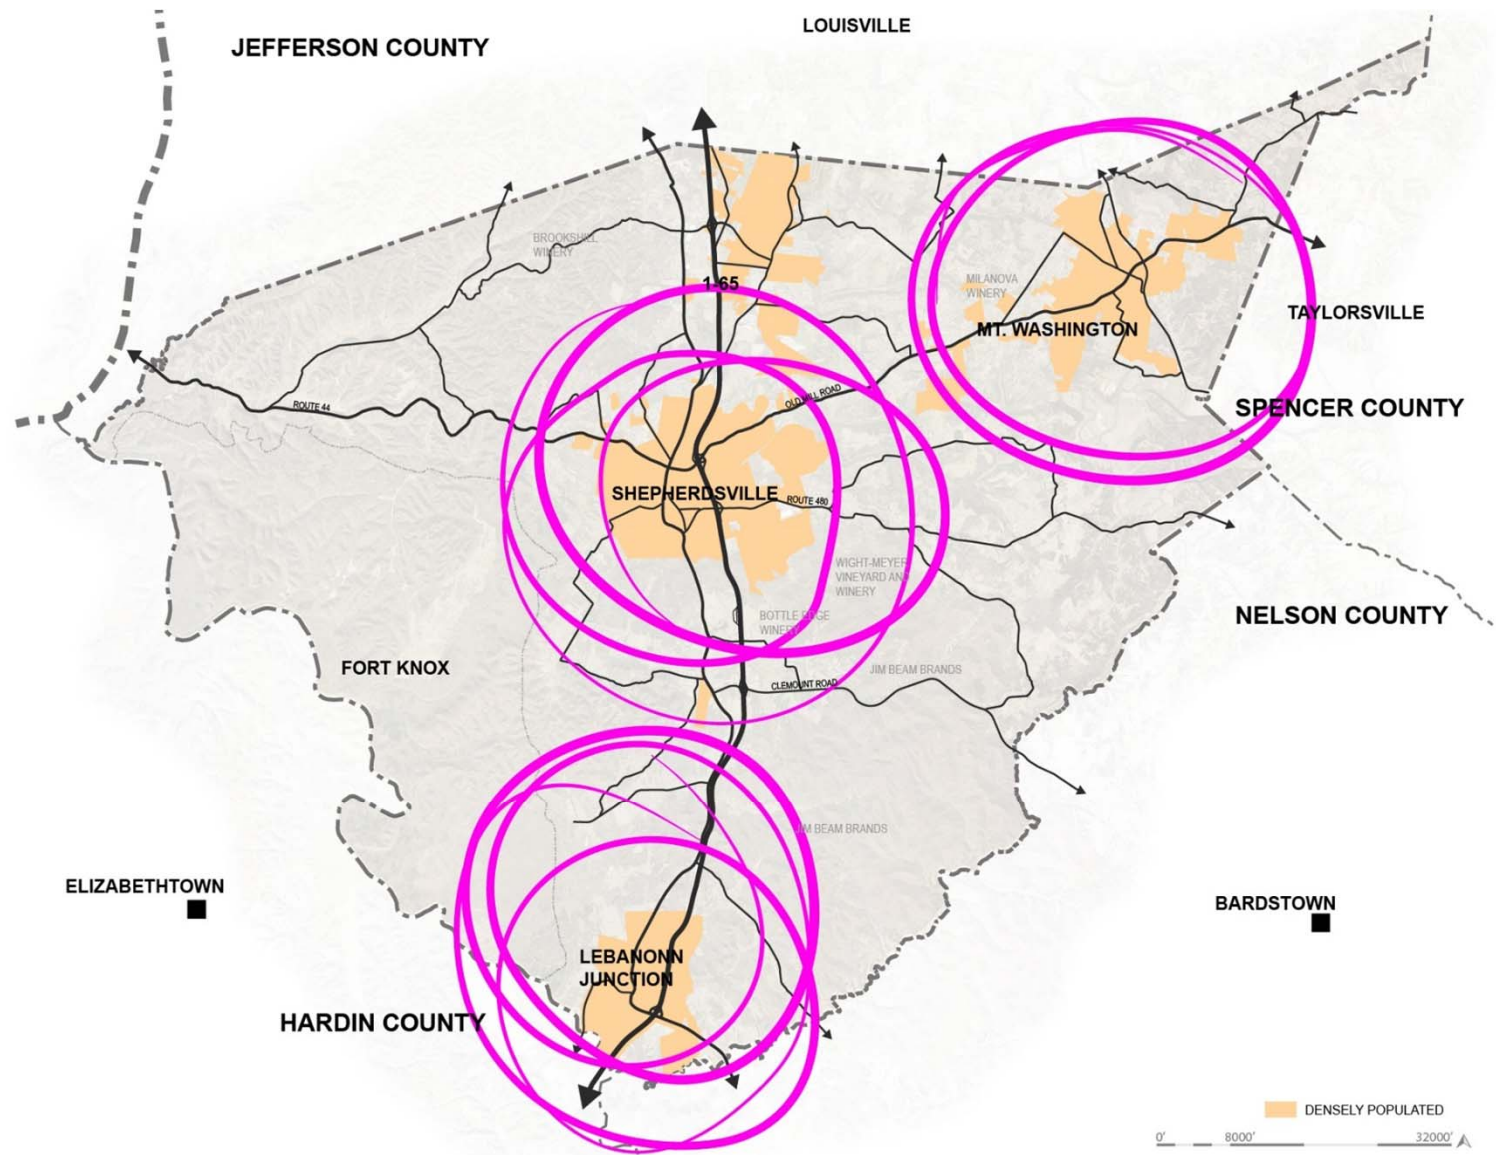 LOUISVILLE
JEFFERSON COUNTY
BROOKSHILL
WINERY
1-65
MILANOVA
WINERY
MT. WASHINGTON
TAYLORSVILLE
ROUTE 44
OLD MILL ROAD
SPENCER COUNTY
SHEPHERDSVILLE
ROUTE 480
WIGHT-MEYER
VINEYARD AND
WINERY
BOTTLE EDGE
WINERY
NELSON COUNTY
FORT KNOX
JIM BEAM BRANDS
CLEMOUNT ROAD
JIM BEAM BRANDS
ELIZABETHTOWN
BARDSTOWN
LEBANONN
JUNCTION
HARDIN COUNTY
DENSELY POPULATED
0' 8000' 32000'